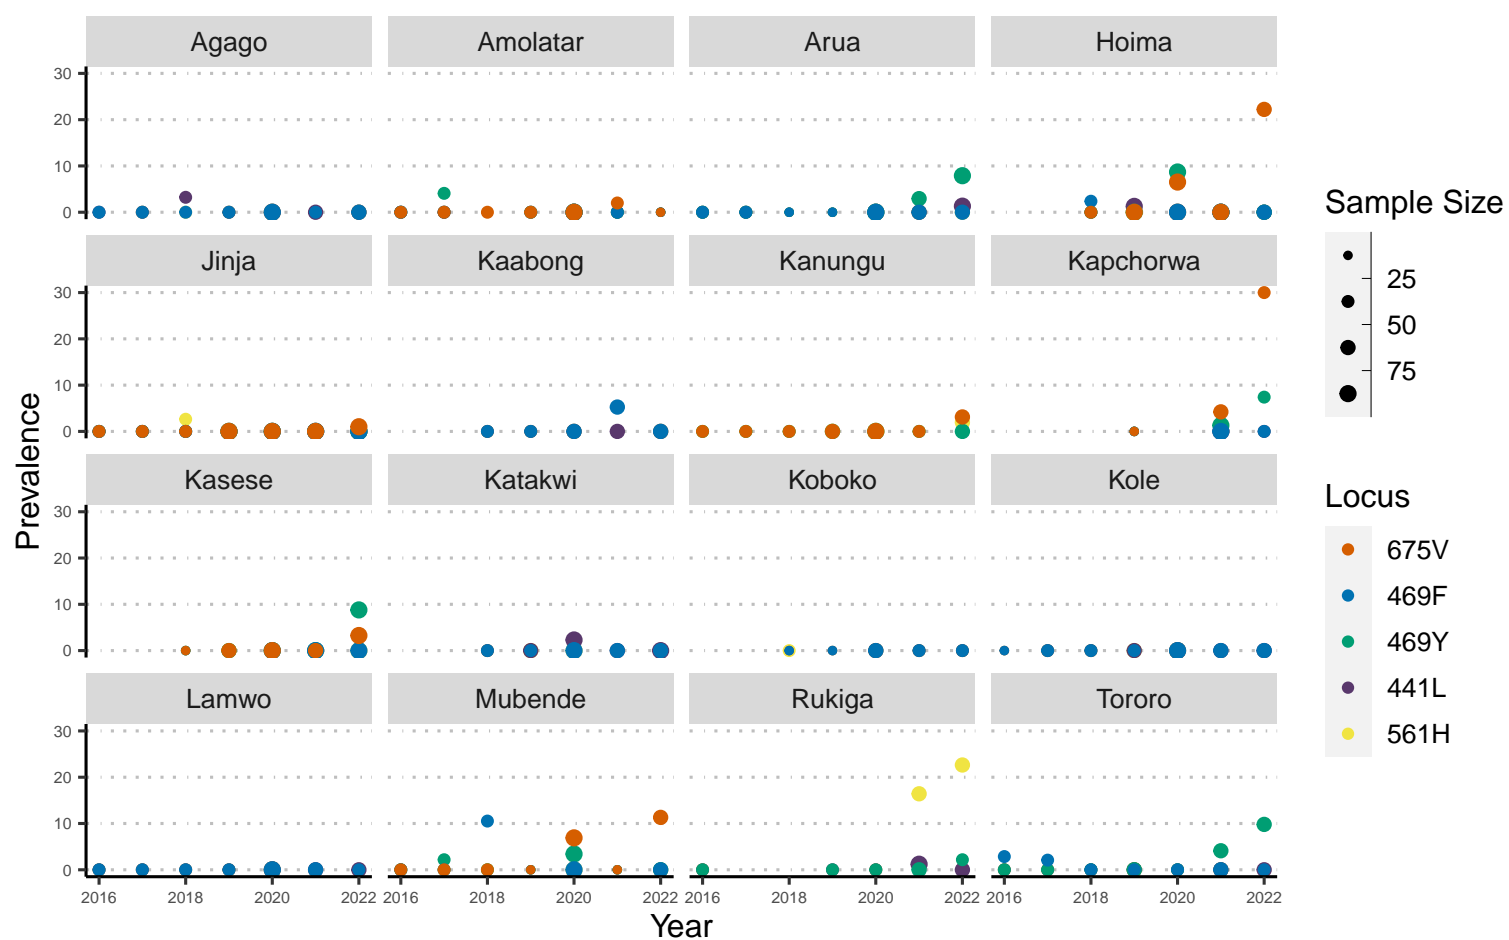 Agago Amolatar Arua Hoima
30
20
10
0
Jinja Kaabong Kanungu Kapchorwa
30
20
10
0
Kasese Katakwi Koboko Kole
30
20
10
0
Lamwo Mubende Rukiga Tororo
30
20
10
0
2016 2018 2020 2022 2016 2018 2020 2022 2016 2018 2020 2022 2016 2018 2020 2022
Year
Prevalence
Sample Size
25
50
75
Locus
675V
469F
469Y
441L
561H